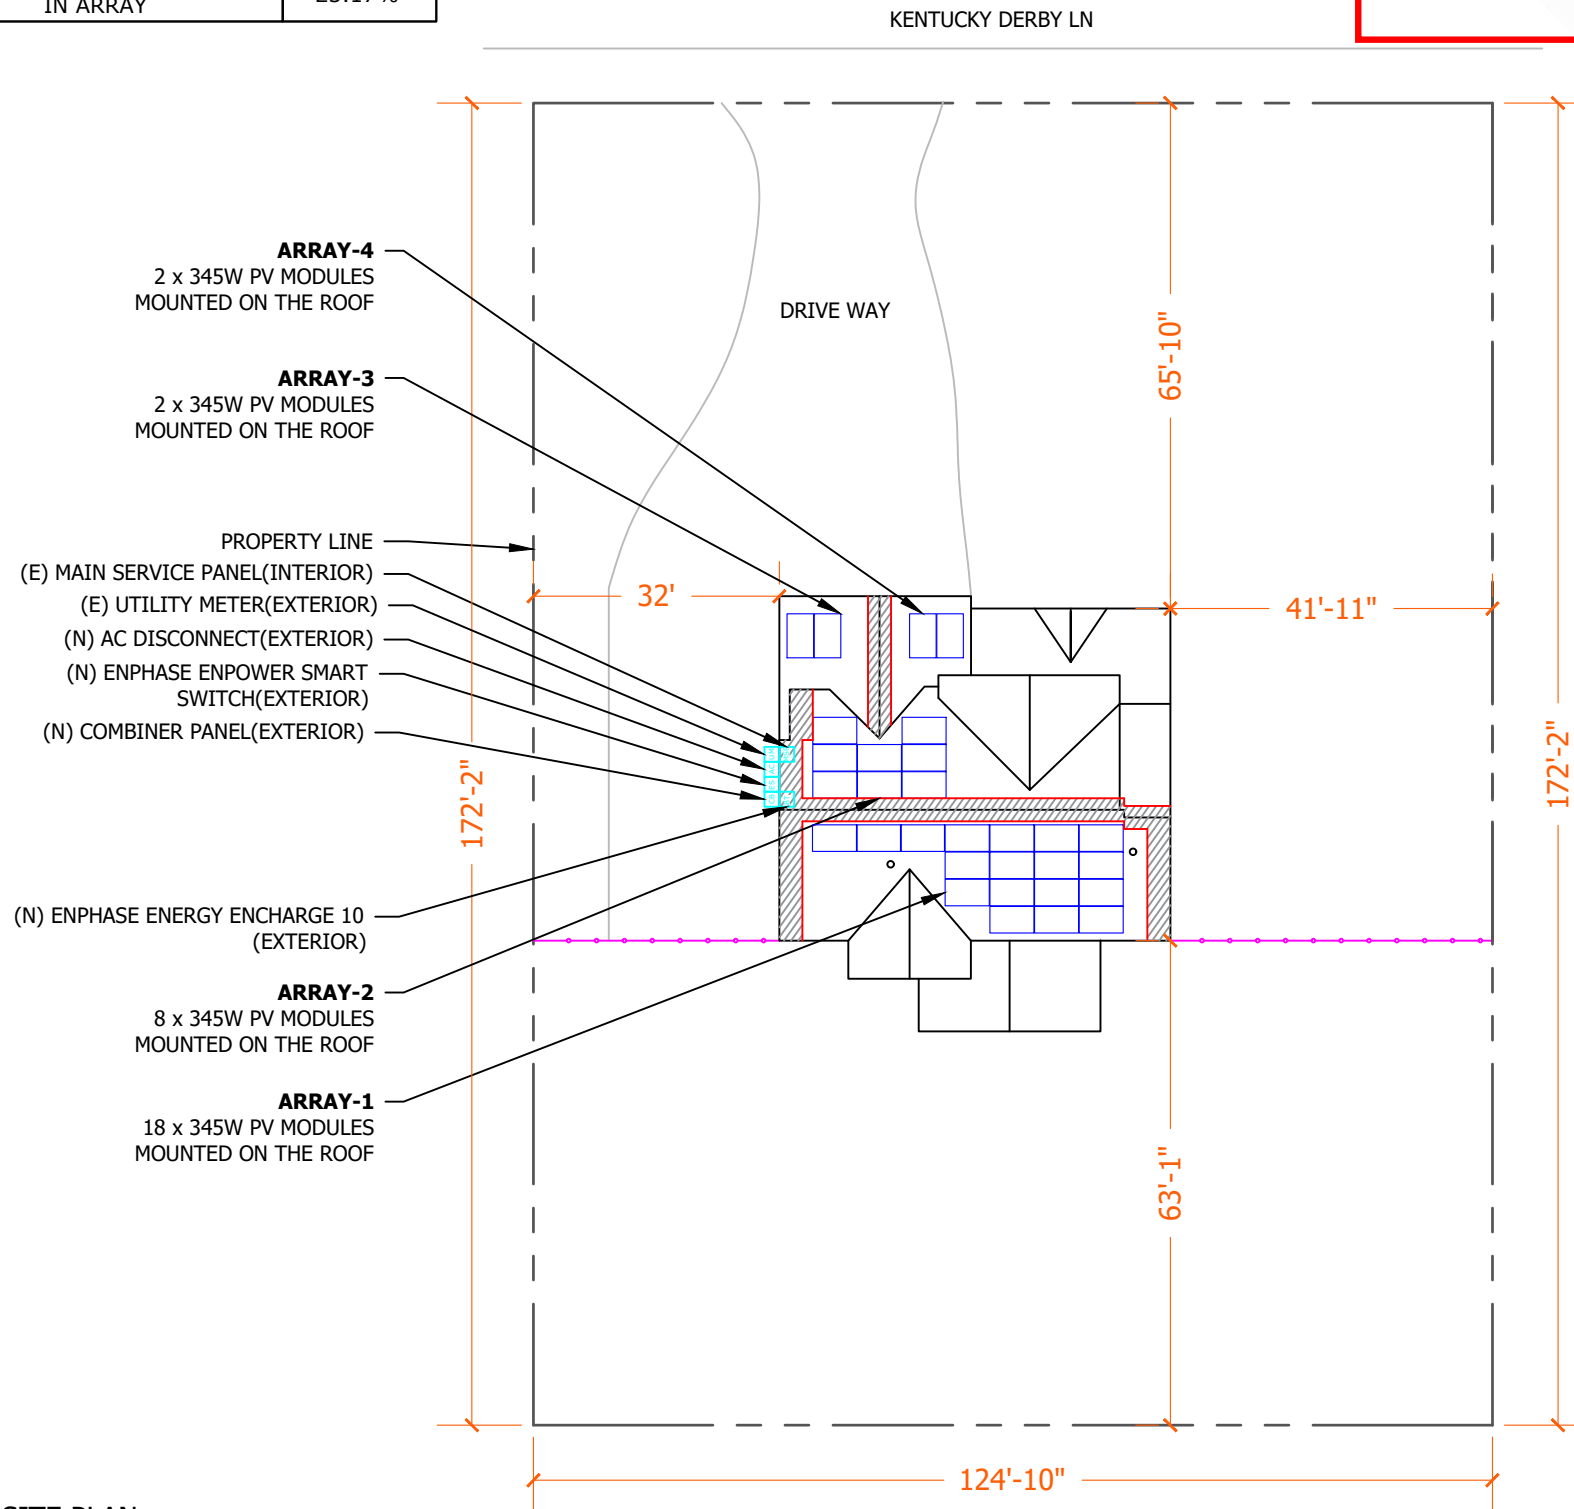 IN ARRAY
KENTUCKY DERBY LN
ARRAY-4
2 x 345W PV MODULES
MOUNTED ON THE ROOF
DRIVE WAY
65'-10"
ARRAY-3
2 x 345W PV MODULES
MOUNTED ON THE ROOF
PROPERTY LINE
(E) MAIN SERVICE PANEL(INTERIOR)
(E) UTILITY METER(EXTERIOR)
(N) AC DISCONNECT(EXTERIOR)
(N) ENPHASE ENPOWER SMART
SWITCH(EXTERIOR)
(N) COMBINER PANEL(EXTERIOR)
32'
41'-11"
172'-2"
172'-2"
(N) ENPHASE ENERGY ENCHARGE 10
(EXTERIOR)
ARRAY-2
8 x 345W PV MODULES
MOUNTED ON THE ROOF
ARRAY-1
18 x 345W PV MODULES
MOUNTED ON THE ROOF
63'-1"
124'-10"
SITE PLAN